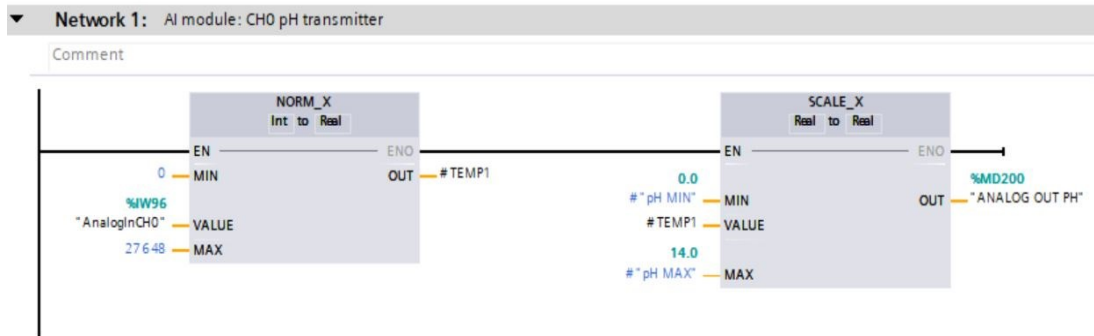 Network 1: AI module: CH0 pH transmitter
Comment
NORM_X
Int to Real
EN
ENO
0
MIN
OUT
#TEMP1
%IW96
"AnalogInCH0"
VALUE
27648
MAX
SCALE_X
Real to Real
EN
ENO
0.0
#"pH MIN"
MIN
OUT
%MD200
"ANALOG OUT PH"
#TEMP1
VALUE
14.0
#"pH MAX"
MAX